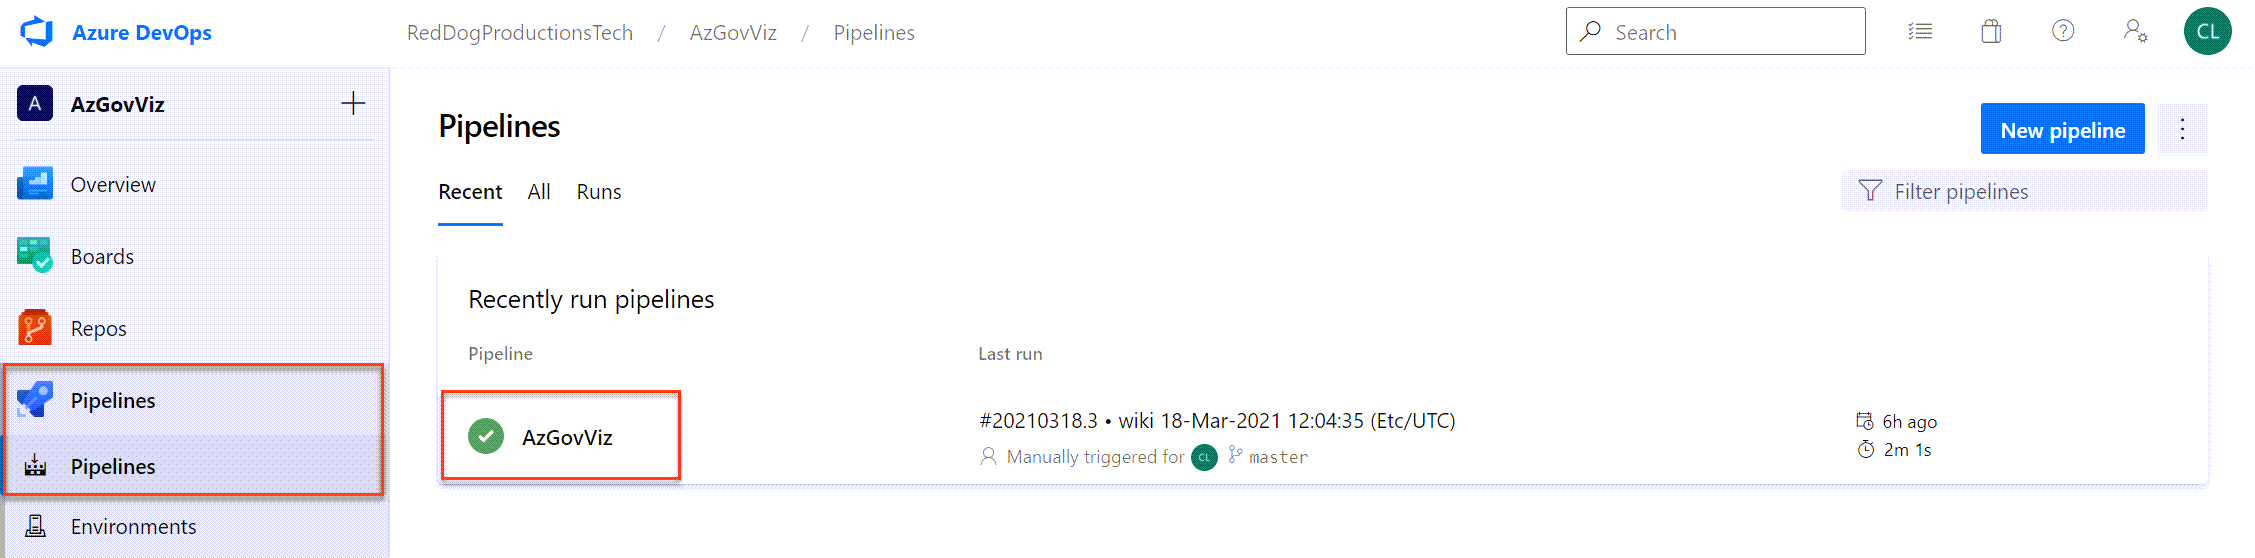 Azure DevOps
RedDogProductionsTech / AzGovViz / Pipelines
Search
CL
A AzGovViz
Overview
Boards
Repos
Pipelines
Pipelines
Environments
Pipelines
New pipeline
Recent All Runs
Filter pipelines
Recently run pipelines
Pipeline Last run
AzGovViz
#20210318.3 • wiki 18-Mar-2021 12:04:35 (Etc/UTC)
Manually triggered for CL master
6h ago
2m 1s